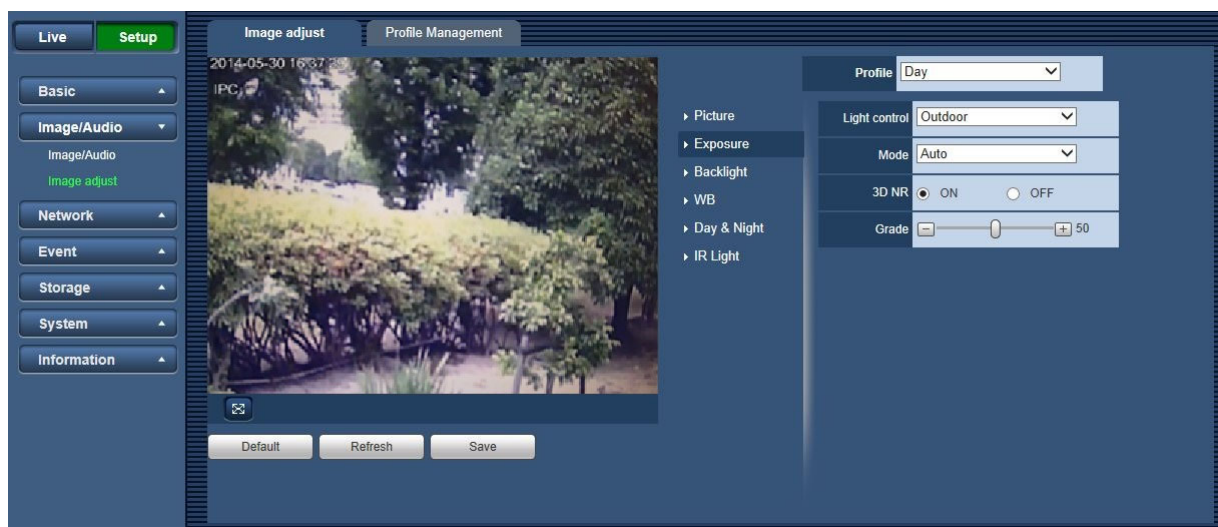 Live Setup
Image adjust Profile Management
Basic
Image/Audio
Image/Audio
Image adjust
Network
Event
Storage
System
Information
2014-05-30 16:37
IPC
Default Refresh Save
Picture
Exposure
Backlight
WB
Day & Night
IR Light
Profile Day
Light control Outdoor
Mode Auto
3D NR ON OFF
Grade 50